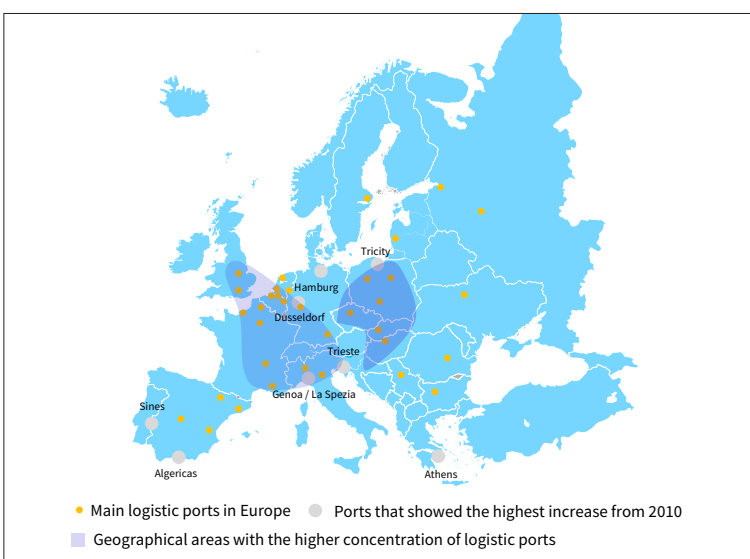 Tricity
Hamburg
Dusseldorf
Trieste
Genoa / La Spezia
Sines
Algericas
Athens
Main logistic ports in Europe
Ports that showed the highest increase from 2010
Geographical areas with the higher concentration of logistic ports